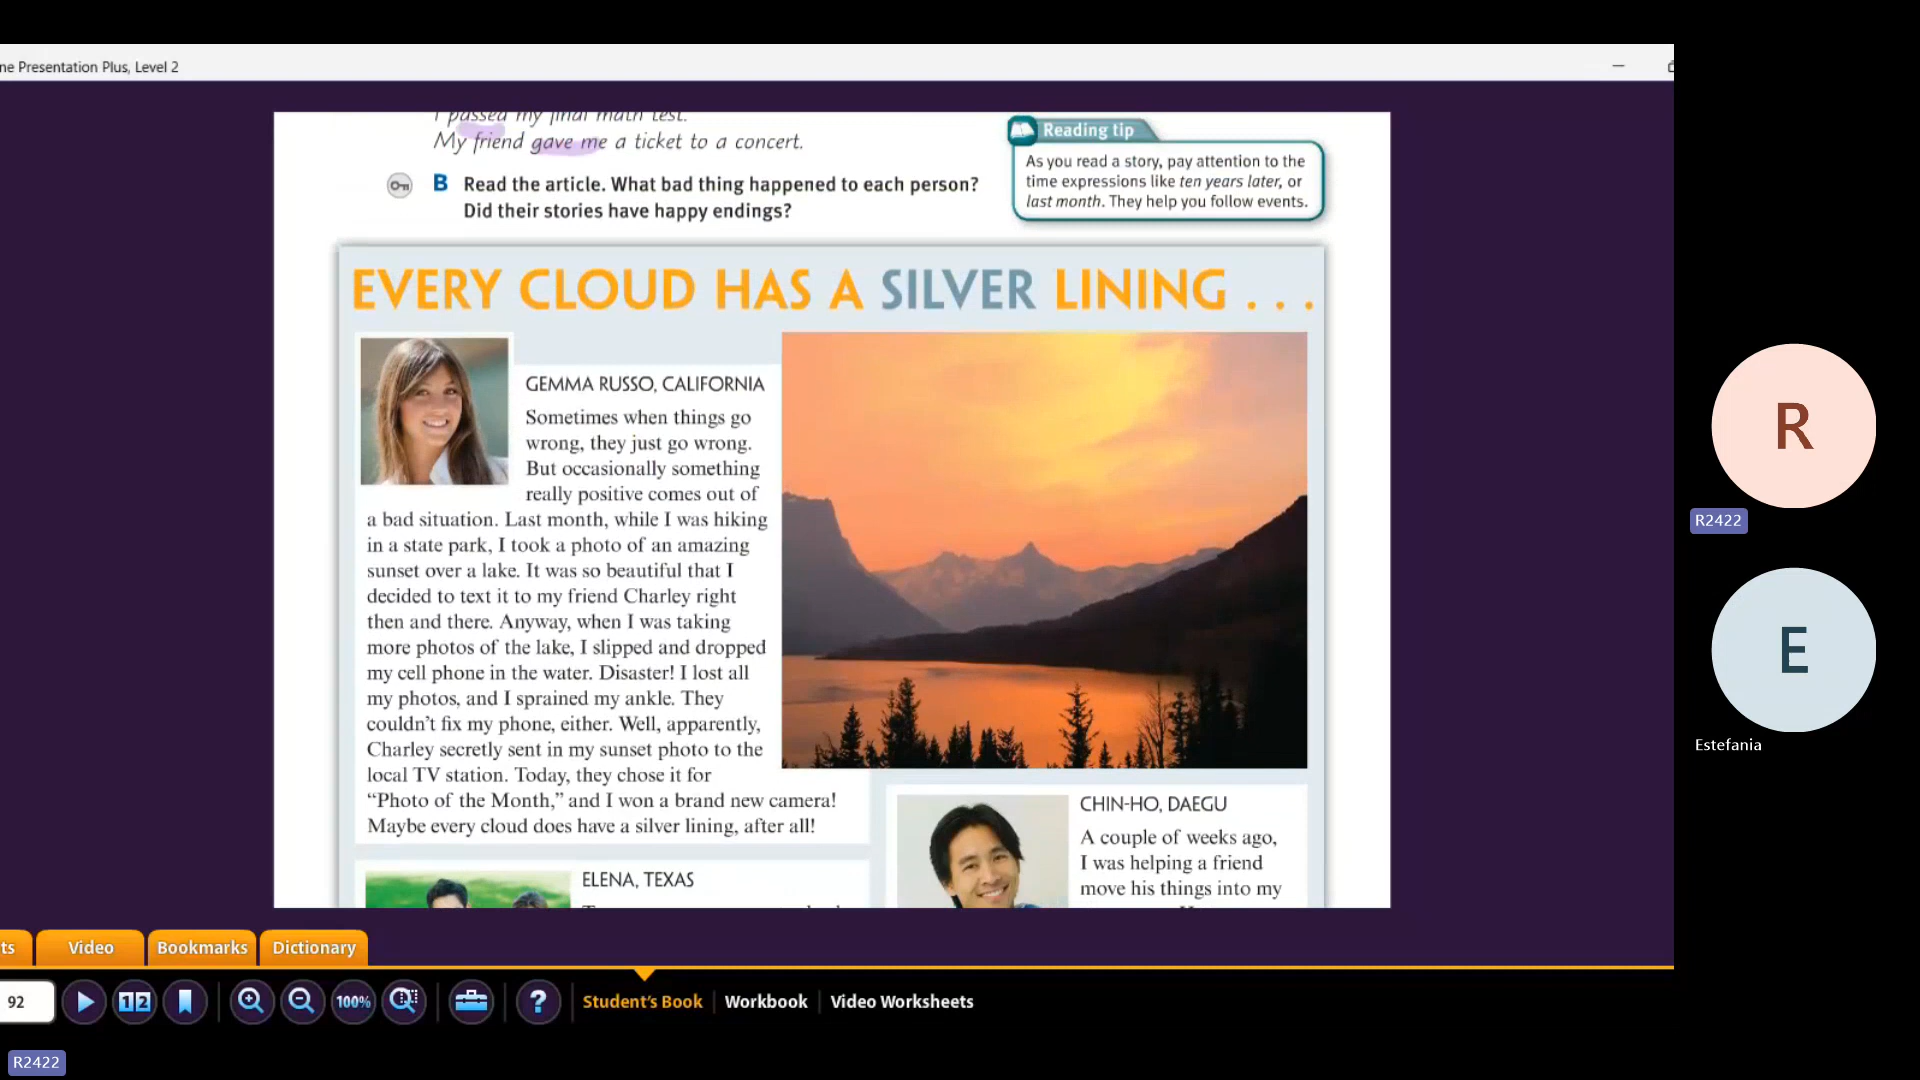 ne Presentation Plus, Level 2
I passed my final math test.
My friend gave me a ticket to a concert.
Reading tip
As you read a story, pay attention to the
time expressions like ten years later, or
last month. They help you follow events.
B Read the article. What bad thing happened to each person?
Did their stories have happy endings?
EVERY CLOUD HAS A SILVER LINING . . .
GEMMA RUSSO, CALIFORNIA
Sometimes when things go
wrong, they just go wrong.
But occasionally something
really positive comes out of
a bad situation. Last month, while I was hiking
in a state park, I took a photo of an amazing
sunset over a lake. It was so beautiful that I
decided to text it to my friend Charley right
then and there. Anyway, when I was taking
more photos of the lake, I slipped and dropped
my cell phone in the water. Disaster! I lost all
my photos, and I sprained my ankle. They
couldn't fix my phone, either. Well, apparently,
Charley secretly sent in my sunset photo to the
local TV station. Today, they chose it for
“Photo of the Month,” and I won a brand new camera!
Maybe every cloud does have a silver lining, after all!
ELENA, TEXAS
CHIN-HO, DAEGU
A couple of weeks ago,
I was helping a friend
move his things into my
R
R2422
E
Estefania
ts
Video
Bookmarks
Dictionary
92
12
100%
?
Student's Book
Workbook
Video Worksheets
R2422